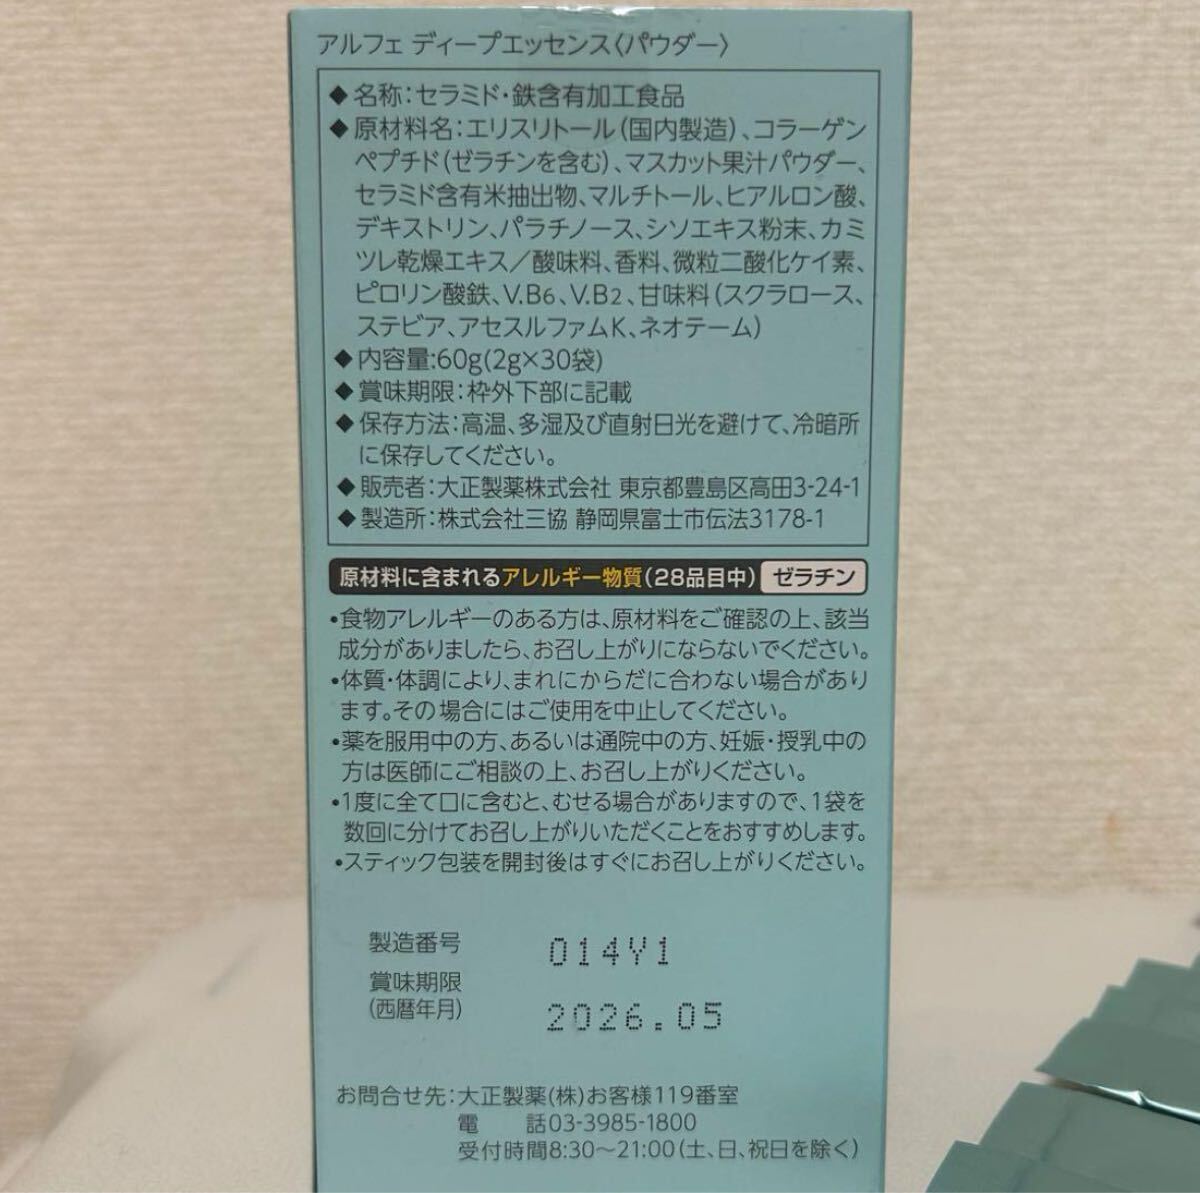 アルフェ ディープエッセンス〈パウダー〉
◆名称:セラミド・鉄含有加工食品
◆原材料名:エリスリトール(国内製造)、コラーゲン
ペプチド(ゼラチンを含む)、マスカット果汁パウダー、
セラミド含有米抽出物、マルチトール、ヒアルロン酸、
デキストリン、パラチノース、シソエキス粉末、カミ
ツレ乾燥エキス/酸味料、香料、微粒二酸化ケイ素、
ピロリン酸鉄、V.B6、V.B2、甘味料(スクラロース、
ステビア、アセスルファムK、ネオテーム)
◆内容量:60g(2g×30袋)
◆賞味期限:枠外下部に記載
◆保存方法:高温、多湿及び直射日光を避けて、冷暗所
に保存してください。
◆販売者:大正製薬株式会社 東京都豊島区高田3-24-1
◆製造所:株式会社三協 静岡県富士市伝法3178-1
原材料に含まれるアレルギー物質(28品目中) ゼラチン
•食物アレルギーのある方は、原材料をご確認の上、該当
成分がありましたら、お召し上がりにならないでください。
•体質・体調により、まれにからだに合わない場合があり
ます。その場合にはご使用を中止してください。
•薬を服用中の方、あるいは通院中の方、妊娠・授乳中の
方は医師にご相談の上、お召し上がりください。
•1度に全て口に含むと、むせる場合がありますので、1袋を
数回に分けてお召し上がりいただくことをおすすめします。
•スティック包装を開封後はすぐにお召し上がりください。
製造番号 014Y1
賞味期限
(西暦年月) 2026.05
お問合せ先:大正製薬(株)お客様119番室
電 話03-3985-1800
受付時間8:30〜21:00(土、日、祝日を除く)